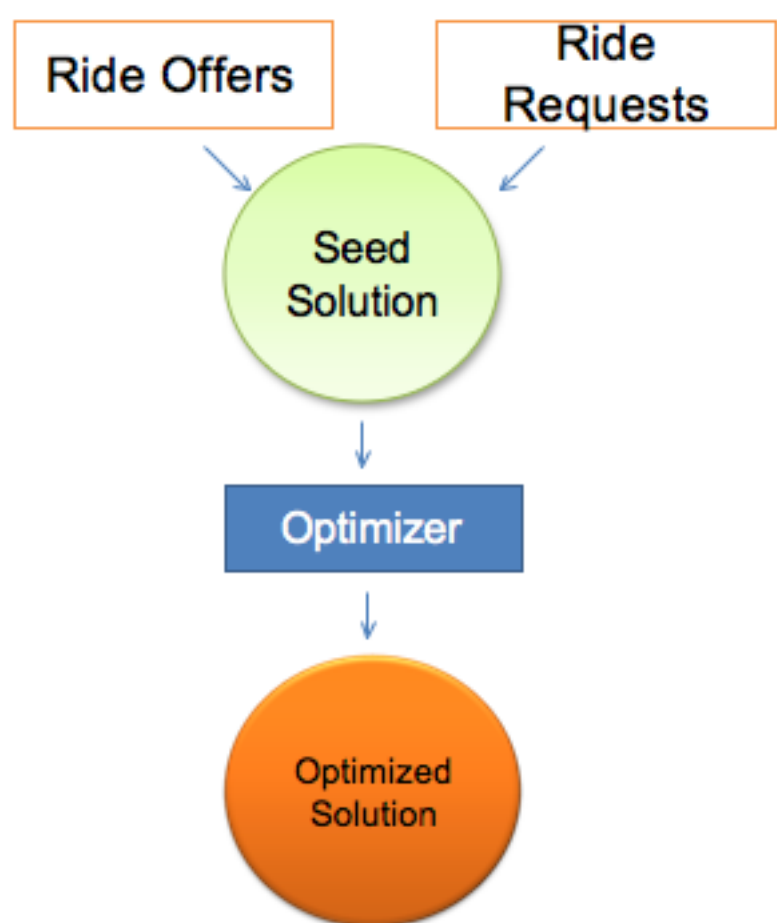 Ride Offers
Ride
Requests
Seed
Solution
Optimizer
Optimized
Solution